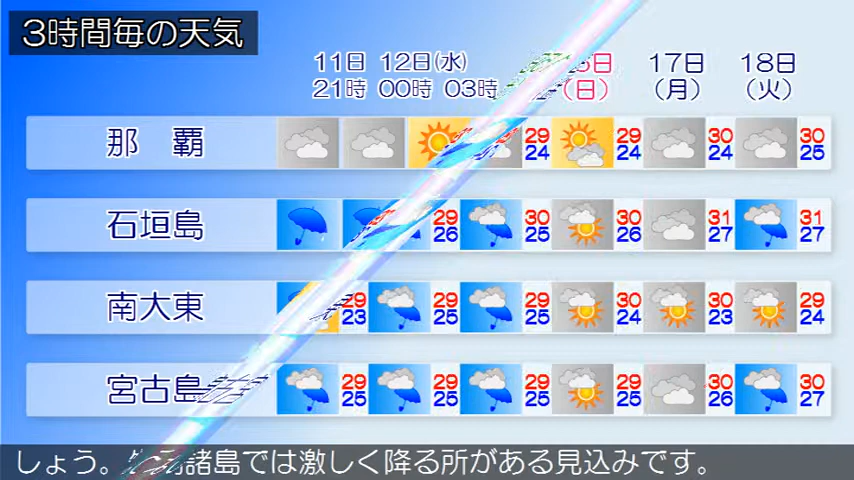 3時間毎の天気
11日 12日(水) 日 17日 18日
21時 00時 03時 (日) (月) (火)
那覇 29 29 30 30
24 24 24 25
石垣島 29 30 30 31 31
26 25 26 27 27
南大東 29 29 29 30 30 29
23 25 25 24 23 24
宮古島 29 29 29 29 30 30
25 25 25 25 26 27
しょう。諸島では激しく降る所がある見込みです。